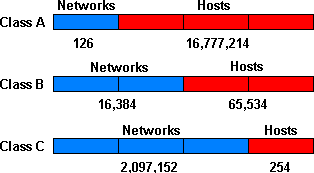 Networks Hosts
Class A
126 16,777,214
Networks Hosts
Class B
16,384 65,534
Networks Hosts
Class C
2,097,152 254